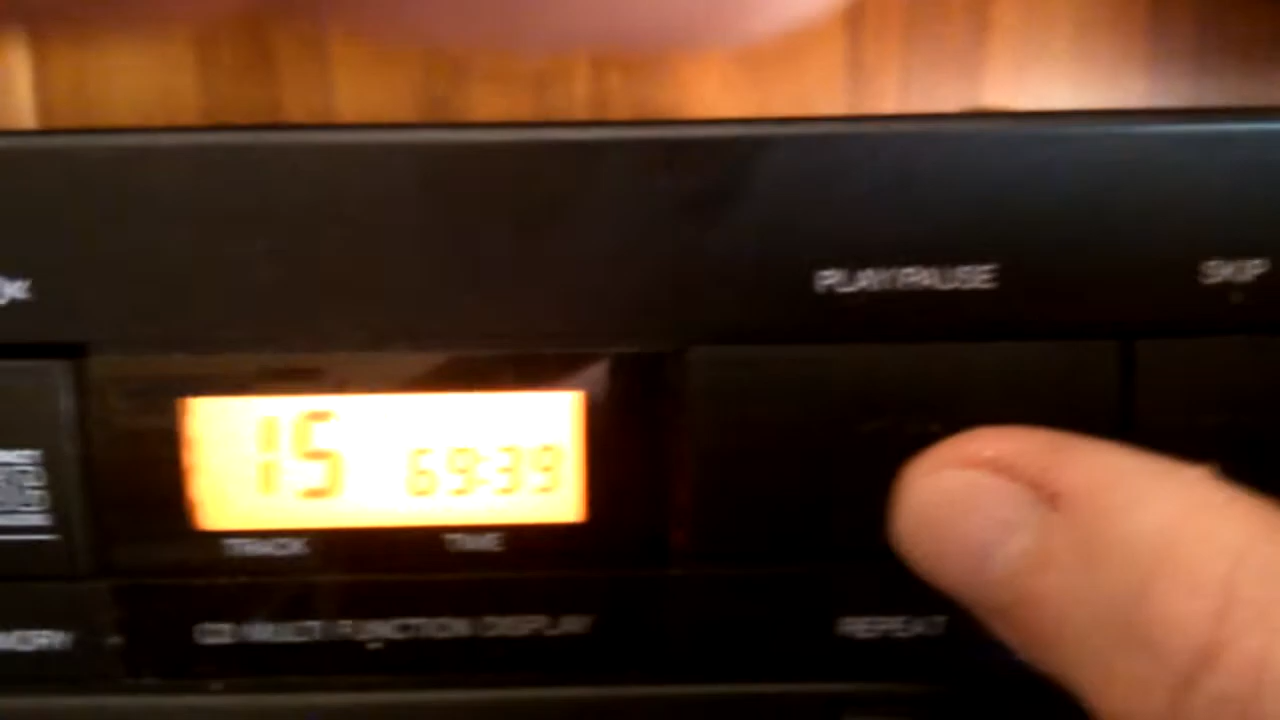 PLAY/PAUSE
SKIP
15 69:39
TRACK TIME
CD MULTI FUNCTION DISPLAY
REPEAT